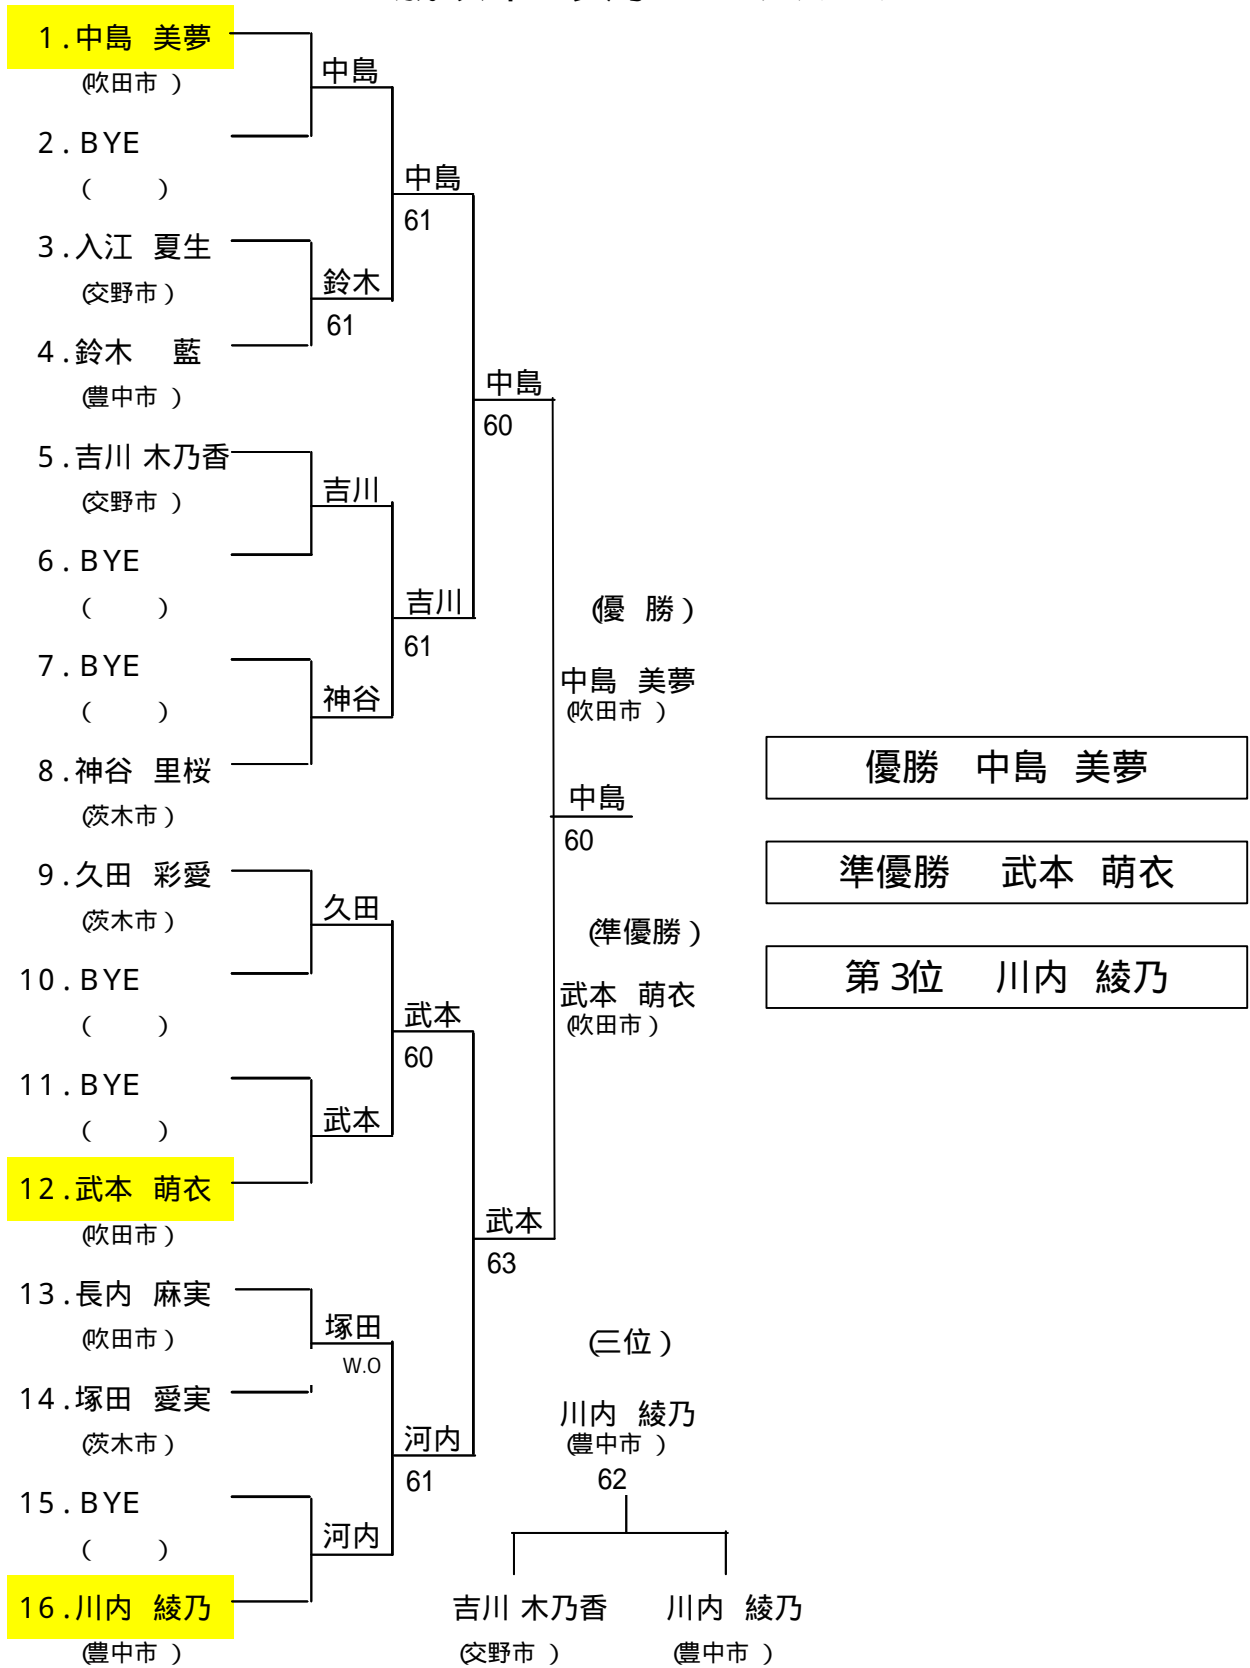 1.中島 美夢
(吹田市 )
2.BYE
( )
3.入江 夏生
(交野市 )
4.鈴木 藍
(豊中市 )
5.吉川 木乃香
(交野市 )
6.BYE
( )
7.BYE
( )
8.神谷 里桜
(茨木市 )
9.久田 彩愛
(茨木市 )
10.BYE
( )
11.BYE
( )
12.武本 萌衣
(吹田市 )
13.長内 麻実
(吹田市 )
14.塚田 愛実
(茨木市 )
15.BYE
( )
16.川内 綾乃
(豊中市 )
中島
鈴木
61
吉川
神谷
久田
武本
塚田
W.O
河内
中島
61
吉川
61
武本
60
河内
61
中島
60
武本
63
(優 勝 )
中島 美夢
(吹田市 )
中島
60
(準優勝 )
武本 萌衣
(吹田市 )
(三位 )
川内 綾乃
(豊中市 )
62
吉川 木乃香
(交野市 )
川内 綾乃
(豊中市 )
優勝 中島 美夢
準優勝 武本 萌衣
第 3位 川内 綾乃